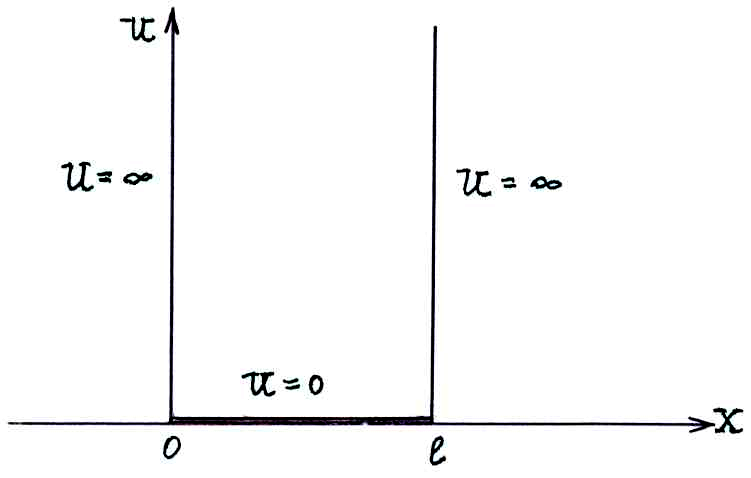 U
U = ∞
U = ∞
U = 0
X
0
ℓ